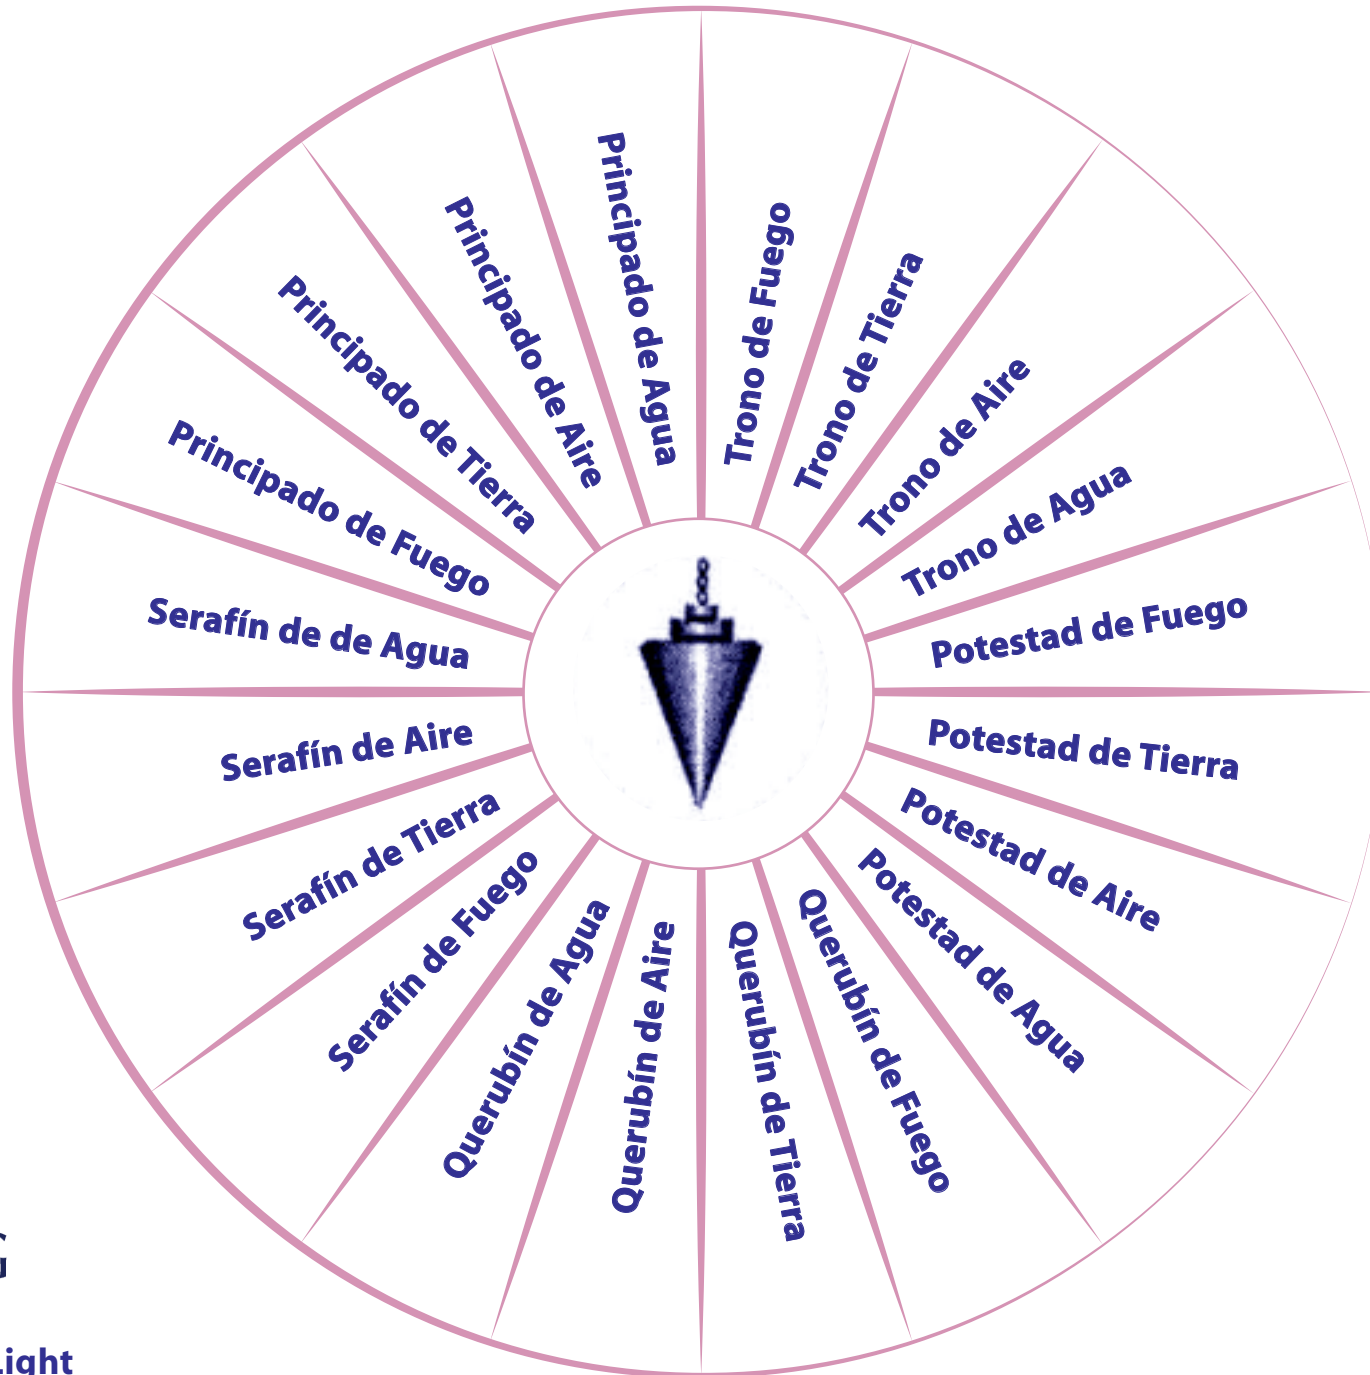 Trono de Fuego
Trono de Tierra
Trono de Aire
Trono de Agua
Potestad de Fuego
Potestad de Tierra
Potestad de Aire
Potestad de Agua
Querubín de Fuego
Querubín de Tierra
Querubín de Aire
Querubín de Agua
Serafín de Fuego
Serafín de Tierra
Serafín de Aire
Serafín de de Agua
Principado de Fuego
Principado de Tierra
Principado de Aire
Principado de Agua
Light